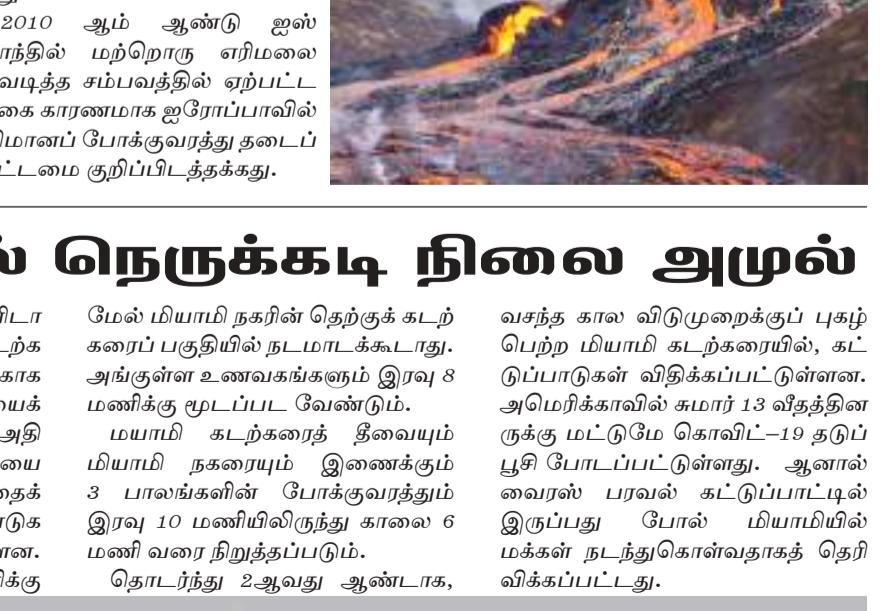 2010 ஆம் ஆண்டு ஐஸ்
மற்றொரு எரிமலை
சம்பவத்தில் ஏற்பட்ட
காரணமாக ஐரோப்பாவில்
போக்குவரத்து தடைப்
குறிப்பிடத்தக்கது.
நெருக்கடி நிலை அமுல்
மேல் மியாமி நகரின் தெற்குக் கடற்
கரைப் பகுதியில் நடமாடக்கூடாது.
அங்குள்ள உணவகங்களும் இரவு 8
மணிக்கு மூடப்பட வேண்டும்.
மயாமி கடற்கரைத் தீவையும்
மியாமி நகரையும் இணைக்கும்
3 பாலங்களின் போக்குவரத்தும்
இரவு 10 மணியிலிருந்து காலை 6
மணி வரை நிறுத்தப்படும்.
தொடர்ந்து 2ஆவது ஆண்டாக,
வசந்த கால விடுமுறைக்குப் புகழ்
பெற்ற மியாமி கடற்கரையில், கட்
டுப்பாடுகள் விதிக்கப்பட்டுள்ளன.
அமெரிக்காவில் சுமார் 13 வீதத்தின
ருக்கு மட்டுமே கொவிட்–19 தடுப்
பூசி போடப்பட்டுள்ளது. ஆனால்
வைரஸ் பரவல் கட்டுப்பாட்டில்
இருப்பது போல் மியாமியில்
மக்கள் நடந்துகொள்வதாகத் தெரி
விக்கப்பட்டது.